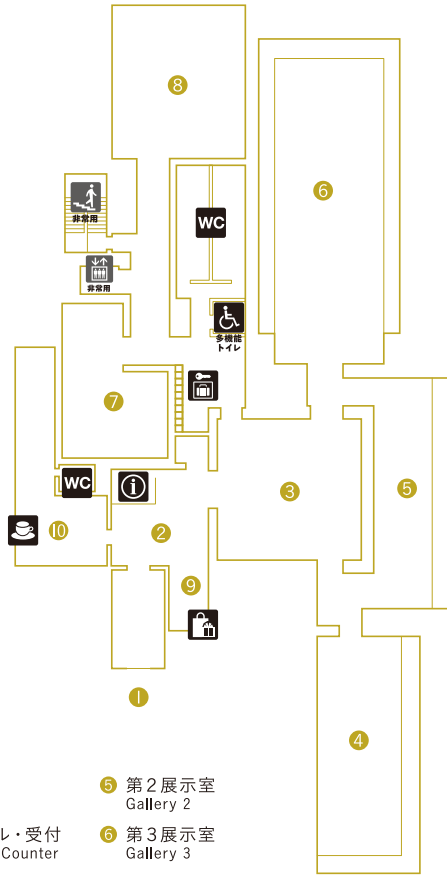 8
6
WC
非常用
非常用
多機能
トイレ
7
3
5
WC
10
2
9
1
4
5 第2展示室
Gallery 2
ル・受付
Counter
6 第3展示室
Gallery 3